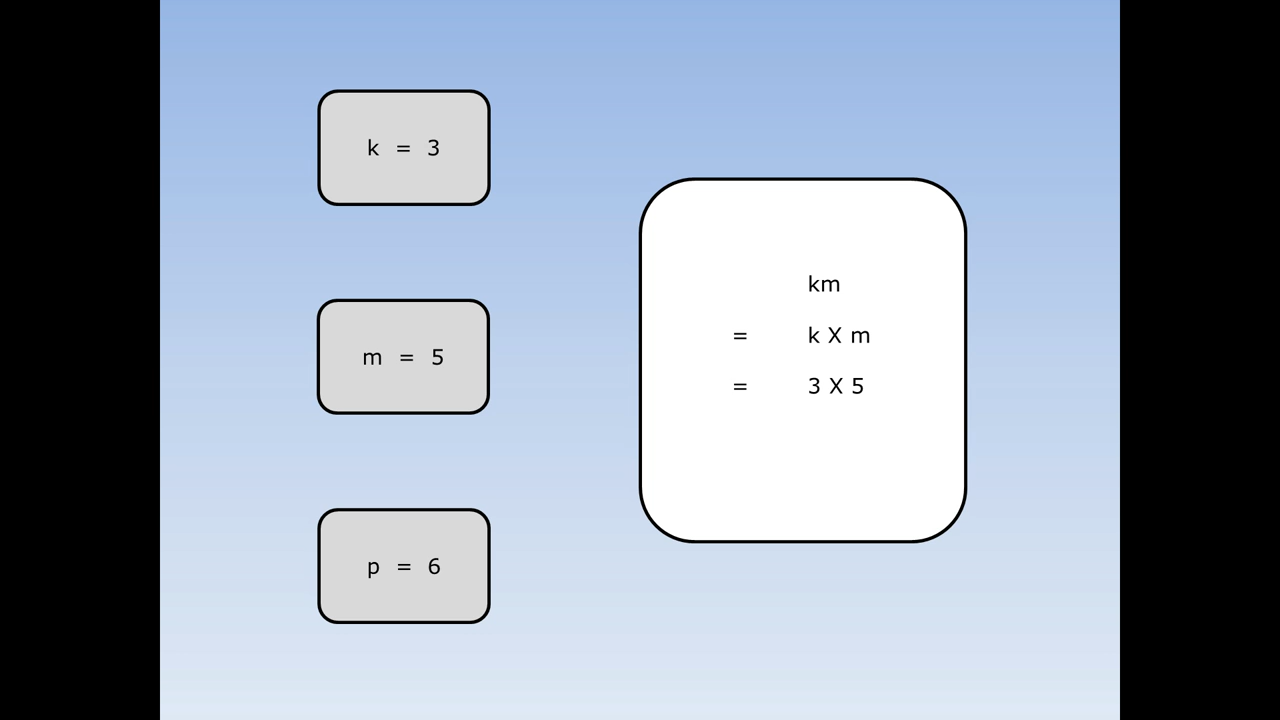 k = 3
m = 5
p = 6
km
= k X m
= 3 X 5